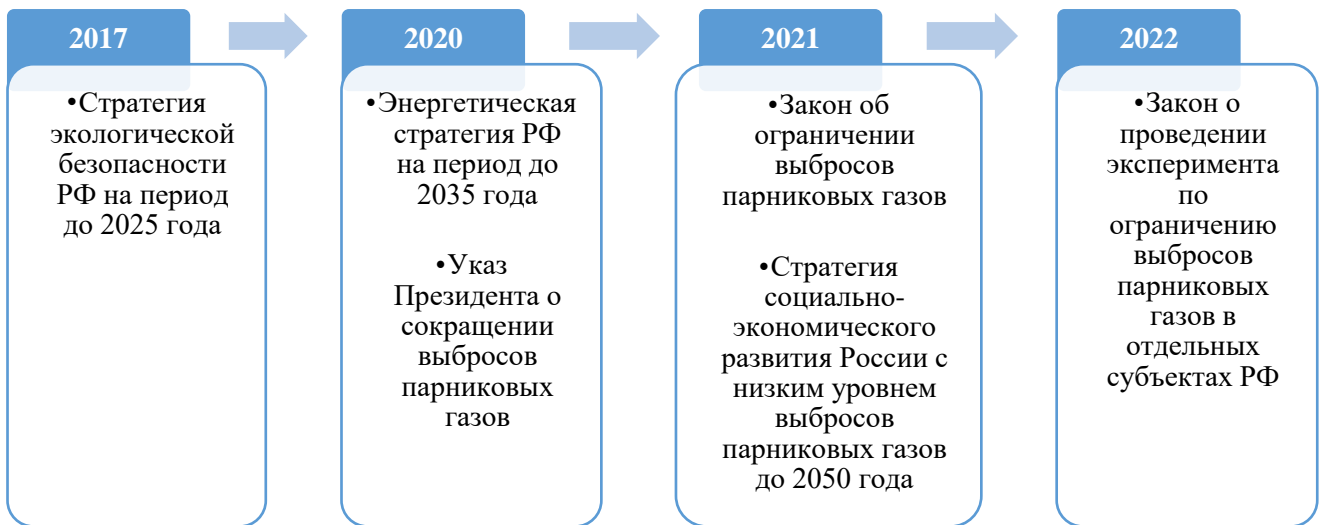 2017
•Стратегия
экологической
безопасности
РФ на период
до 2025 года
2020
•Энергетическая
стратегия РФ
на период до
2035 года
•Указ
Президента о
сокращении
выбросов
парниковых
газов
2021
•Закон об
ограничении
выбросов
парниковых газов
•Стратегия
социально-
экономического
развития России с
низким уровнем
выбросов
парниковых газов
до 2050 года
2022
•Закон о
проведении
эксперимента
по
ограничению
выбросов
парниковых
газов в
отдельных
субъектах РФ